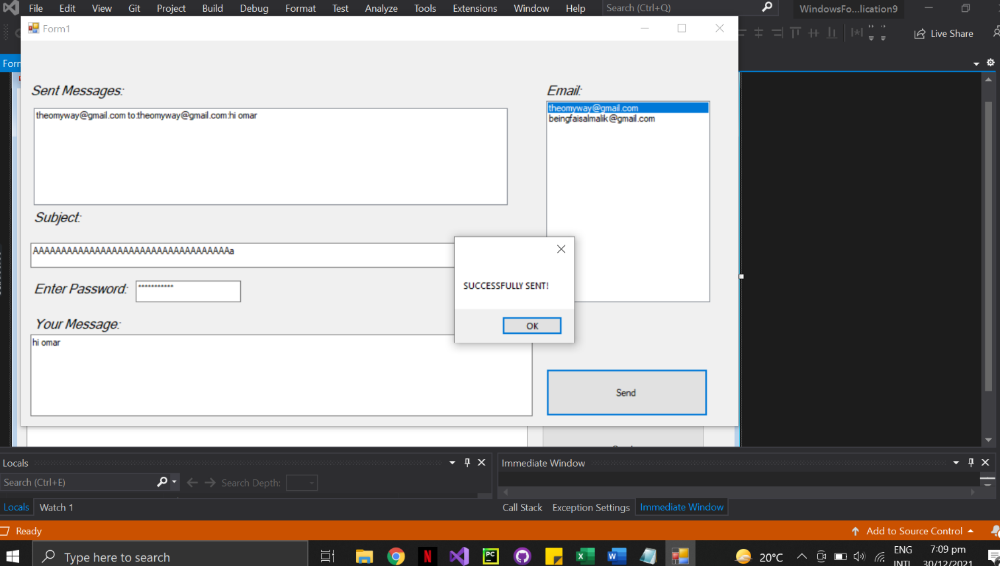 File Edit View Git Project Build Debug Format Test Analyze Tools Extensions Window Help Search (Ctrl+Q) WindowsFo...lication9
Form1
Live Share
Forr
Sent Messages:
Email:
theomyway@gmail.com to:theomyway@gmail.com:hi omar
theomyway@gmail.com
beingfaisalmalik@gmail.com
Subject:
AAAAAAAAAAAAAAAAAAAAAAAAAAAAAAAAAAAa
SUCCESSFULLY SENT!
Enter Password: ***********
Your Message:
OK
hi omar
Send
Locals
Immediate Window
Search (Ctrl+E) Search Depth:
Locals Watch 1
Call Stack Exception Settings Immediate Window
Ready
Add to Source Control
Type here to search
PC
20°C
ENG
INTL
7:09 pm
30/12/2021